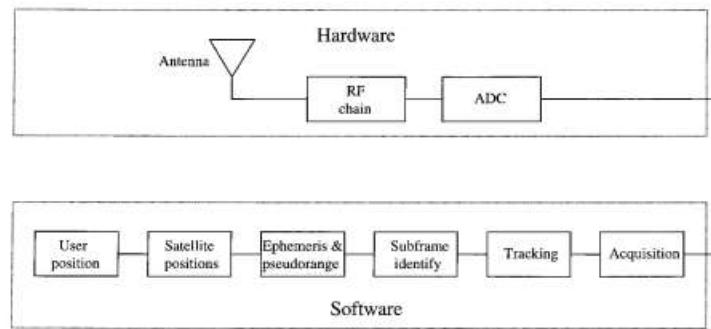 Hardware
Antenna
RF
chain
ADC
User
position
Satellite
positions
Ephemeris &
pseudorange
Subframe
identify
Tracking
Acquisition
Software